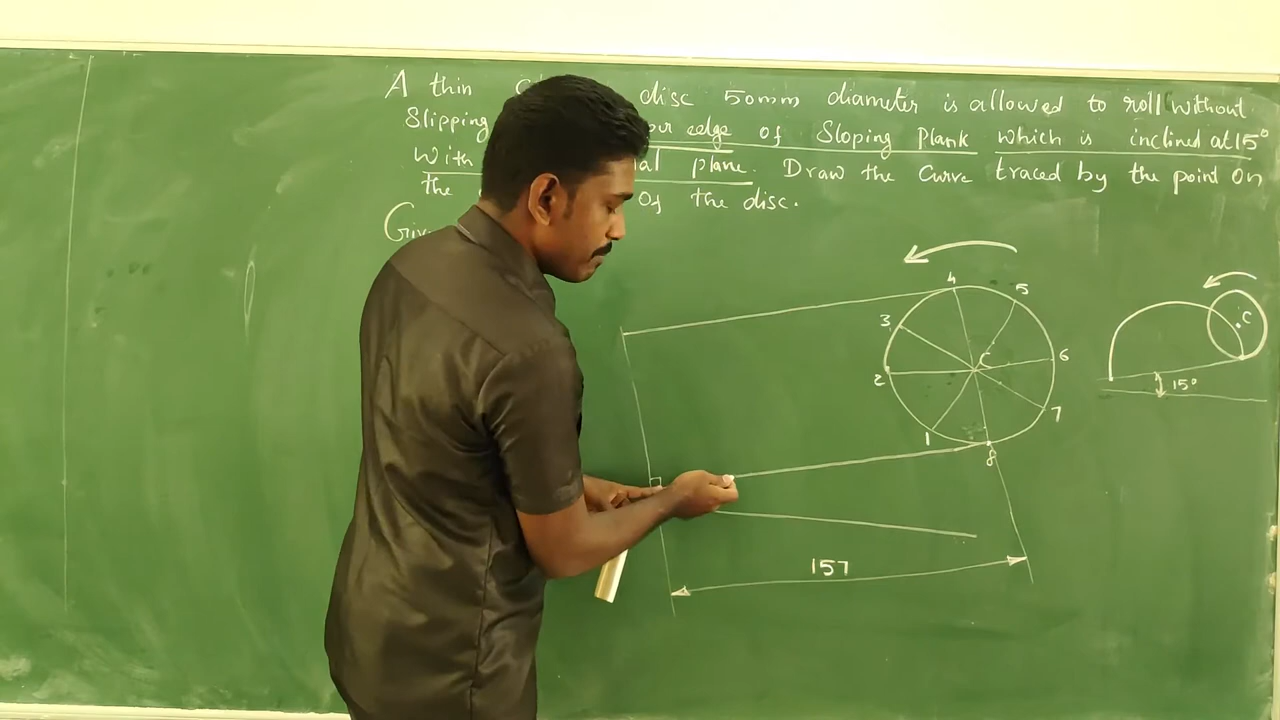 A thin disc 50mm diameter is allowed to roll without
Slipping edge of Sloping Plank which is inclined at 15°
With plane. Draw the Curve traced by the point on
the Of the disc.
4
5
3
C
6
2
7
1
8
157
C
15°